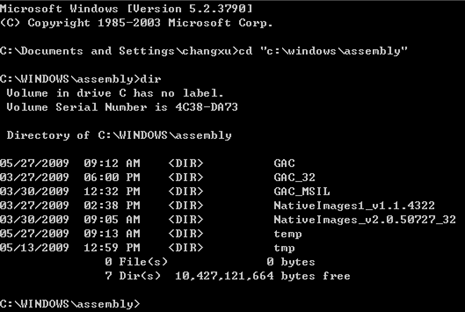 Microsoft Windows [Version 5.2.3790]
(C) Copyright 1985-2003 Microsoft Corp.
C:\Documents and Settings\changxu>cd "c:\windows\assembly"
C:\WINDOWS\assembly>dir
Volume in drive C has no label.
Volume Serial Number is 4C38-DA73
Directory of C:\WINDOWS\assembly
05/27/2009 09:12 AM <DIR> GAC
03/27/2009 06:00 PM <DIR> GAC_32
03/30/2009 12:32 PM <DIR> GAC_MSIL
03/27/2009 02:38 PM <DIR> NativeImages1_v1.1.4322
03/30/2009 09:05 AM <DIR> NativeImages_v2.0.50727_32
05/27/2009 09:13 AM <DIR> temp
05/13/2009 12:59 PM <DIR> tmp
0 File(s) 0 bytes
7 Dir(s) 10,427,121,664 bytes free
C:\WINDOWS\assembly>